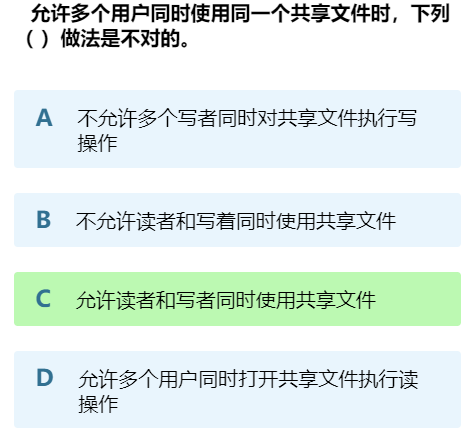 允许多个用户同时使用同一个共享文件时，下列
（ ）做法是不对的。
A 不允许多个写者同时对共享文件执行写
操作
B 不允许读者和写着同时使用共享文件
C 允许读者和写者同时使用共享文件
D 允许多个用户同时打开共享文件执行读
操作